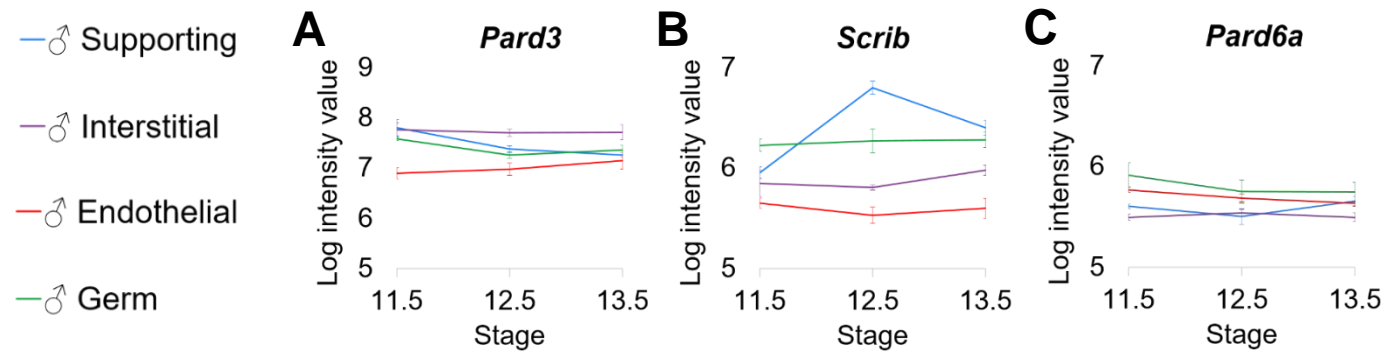 ♂ Supporting
♂ Interstitial
♂ Endothelial
♂ Germ
A
Pard3
Log intensity value
9
8
7
6
5
11.5 12.5 13.5
Stage
B
Scrib
Log intensity value
7
6
5
11.5 12.5 13.5
Stage
C
Pard6a
Log intensity value
7
6
5
11.5 12.5 13.5
Stage